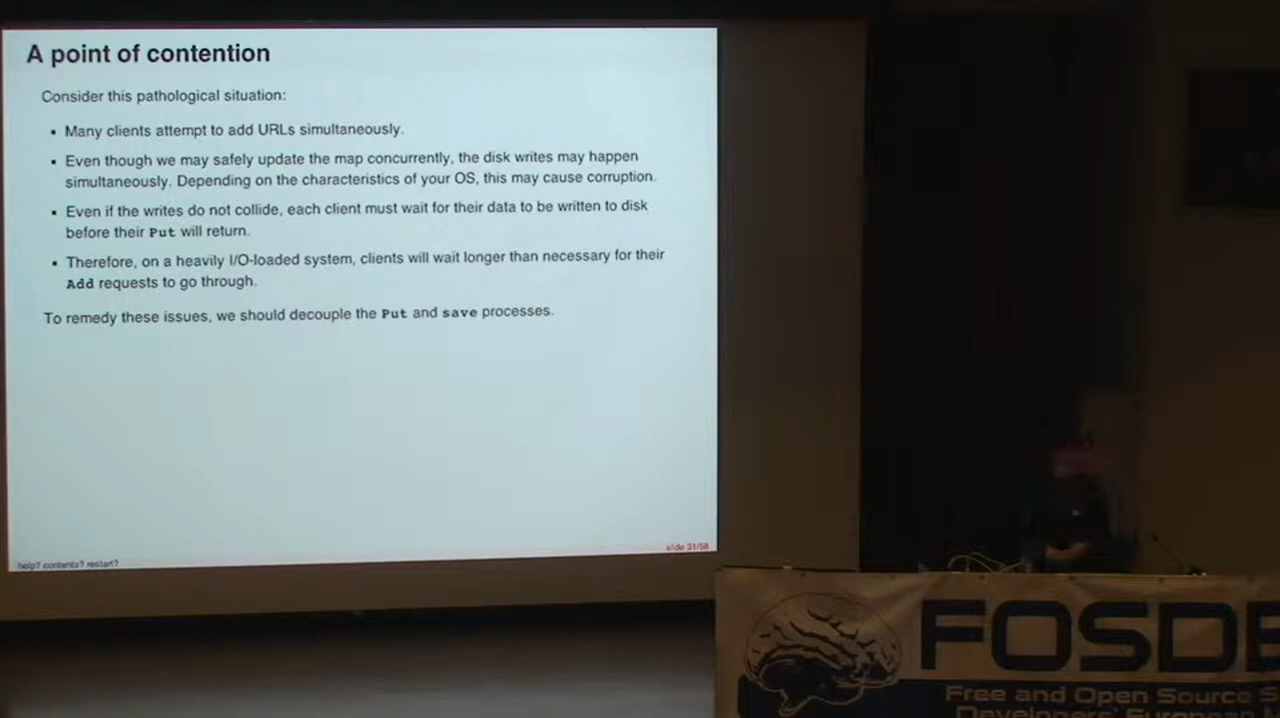 A point of contention
Consider this pathological situation:
▪ Many clients attempt to add URLs simultaneously.
▪ Even though we may safely update the map concurrently, the disk writes may happen
simultaneously. Depending on the characteristics of your OS, this may cause corruption.
▪ Even if the writes do not collide, each client must wait for their data to be written to disk
before their Put will return.
▪ Therefore, on a heavily I/O-loaded system, clients will wait longer than necessary for their
Add requests to go through.
To remedy these issues, we should decouple the Put and save processes.
slide 31/58
help? contents? restart?
FOSDE
Free and Open Source S
Developers' European